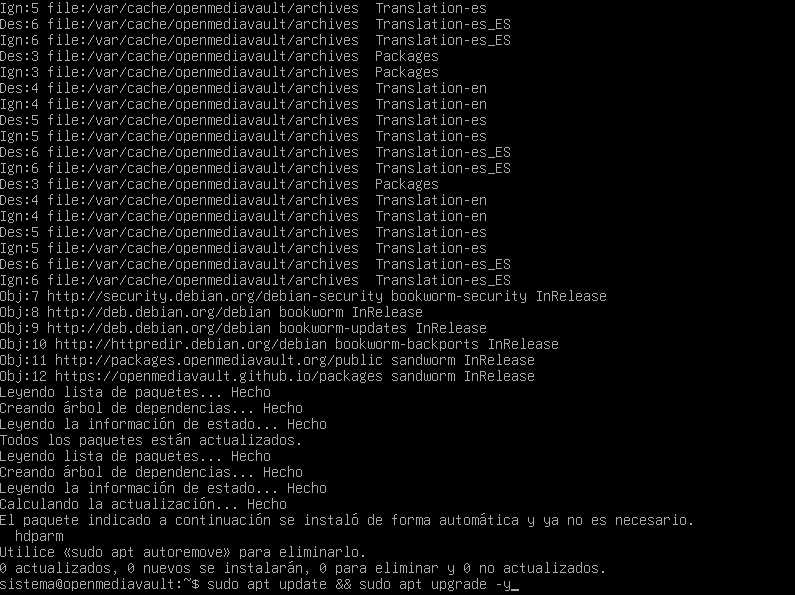 Ign:5 file:/var/cache/openmediavault/archives  Translation-es
Des:6 file:/var/cache/openmediavault/archives  Translation-es_ES
Ign:6 file:/var/cache/openmediavault/archives  Translation-es_ES
Des:3 file:/var/cache/openmediavault/archives  Packages
Ign:3 file:/var/cache/openmediavault/archives  Packages
Des:4 file:/var/cache/openmediavault/archives  Translation-en
Ign:4 file:/var/cache/openmediavault/archives  Translation-en
Des:5 file:/var/cache/openmediavault/archives  Translation-es
Ign:5 file:/var/cache/openmediavault/archives  Translation-es
Des:6 file:/var/cache/openmediavault/archives  Translation-es_ES
Ign:6 file:/var/cache/openmediavault/archives  Translation-es_ES
Des:3 file:/var/cache/openmediavault/archives  Packages
Des:4 file:/var/cache/openmediavault/archives  Translation-en
Ign:4 file:/var/cache/openmediavault/archives  Translation-en
Des:5 file:/var/cache/openmediavault/archives  Translation-es
Ign:5 file:/var/cache/openmediavault/archives  Translation-es
Des:6 file:/var/cache/openmediavault/archives  Translation-es_ES
Ign:6 file:/var/cache/openmediavault/archives  Translation-es_ES
Obj:7 http://security.debian.org/debian-security bookworm-security InRelease
Obj:8 http://deb.debian.org/debian bookworm InRelease
Obj:9 http://deb.debian.org/debian bookworm-updates InRelease
Obj:10 http://httpredir.debian.org/debian bookworm-backports InRelease
Obj:11 http://packages.openmediavault.org/public sandworm InRelease
Obj:12 https://openmediavault.github.io/packages sandworm InRelease
Leyendo lista de paquetes... Hecho
Creando árbol de dependencias... Hecho
Leyendo la información de estado... Hecho
Todos los paquetes están actualizados.
Leyendo lista de paquetes... Hecho
Creando árbol de dependencias... Hecho
Leyendo la información de estado... Hecho
Calculando la actualización... Hecho
El paquete indicado a continuación se instaló de forma automática y ya no es necesario.
  hdparm
Utilice «sudo apt autoremove» para eliminarlo.
0 actualizados, 0 nuevos se instalarán, 0 para eliminar y 0 no actualizados.
sistema@openmediavault:~$ sudo apt update && sudo apt upgrade -y_